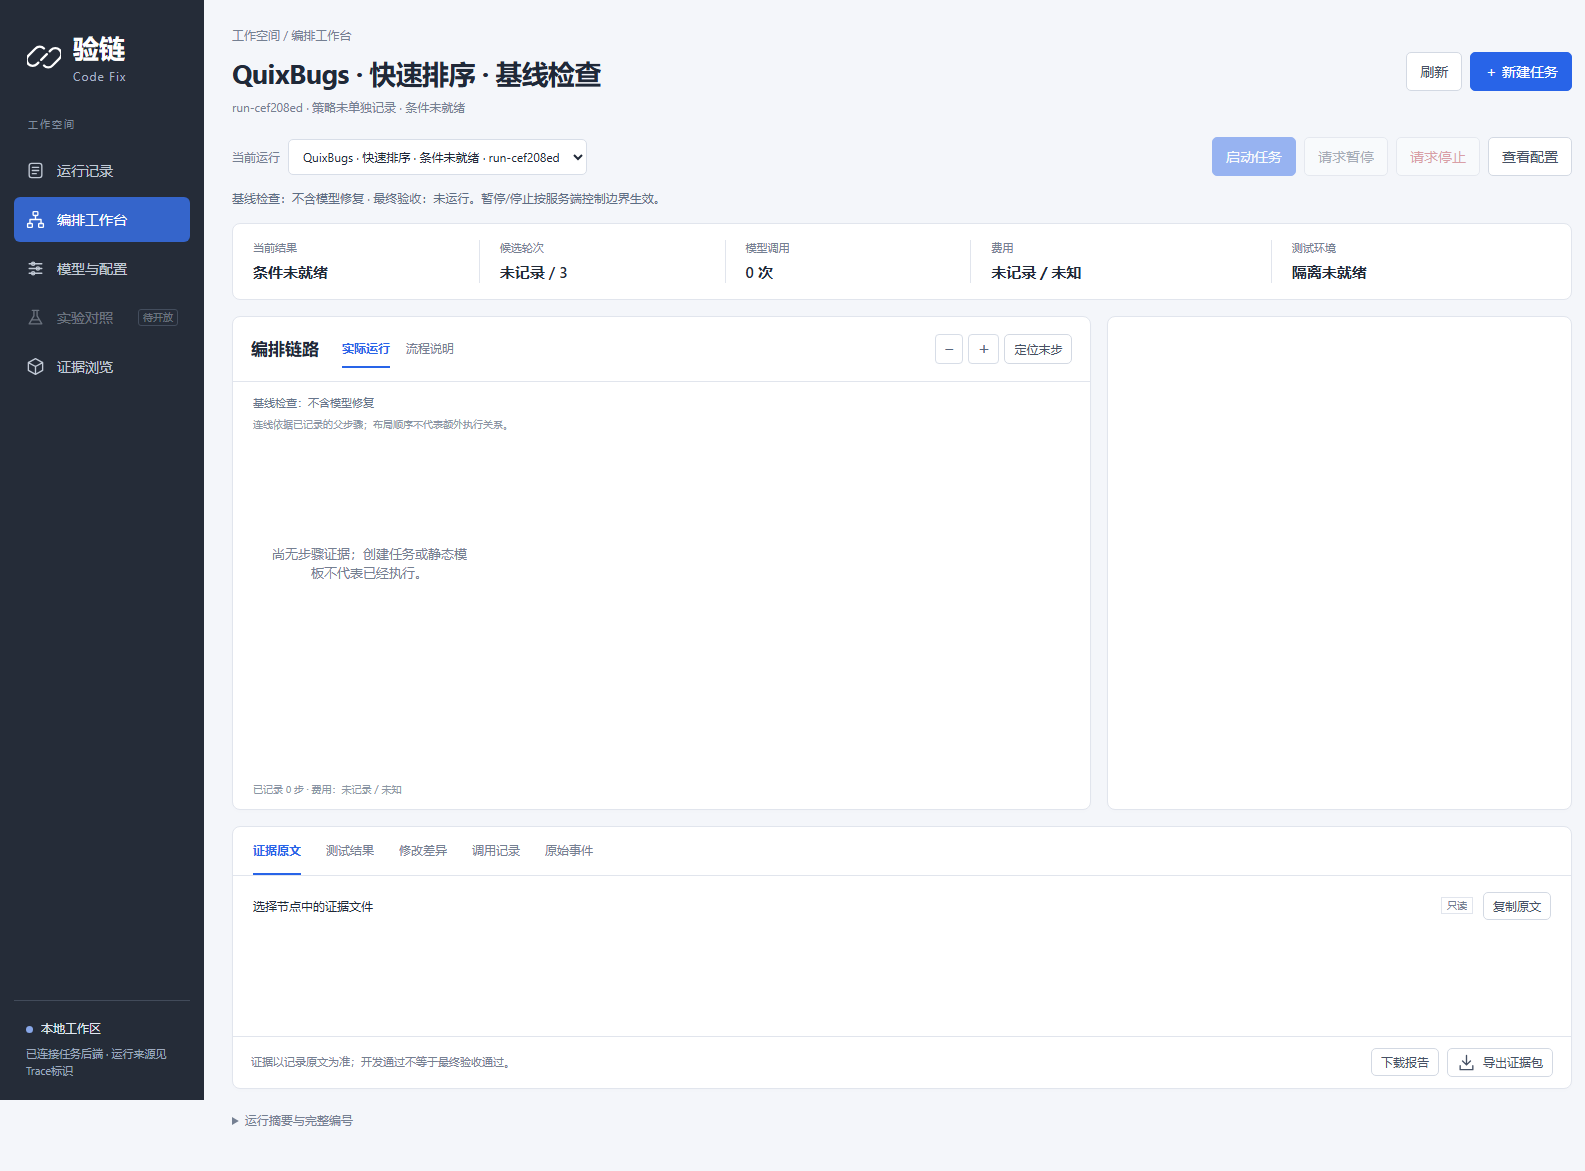 验链
Code Fix
工作空间
运行记录
编排工作台
模型与配置
实验对照 待开放
证据浏览
本地工作区
已连接任务后端 · 运行来源见
Trace标识
工作空间 / 编排工作台
QuixBugs · 快速排序 · 基线检查
run-cef208ed · 策略未单独记录 · 条件未就绪
刷新
+ 新建任务
当前运行 QuixBugs · 快速排序 · 条件未就绪 · run-cef208ed
启动任务 请求暂停 请求停止 查看配置
基线检查：不含模型修复 · 最终验收：未运行。暂停/停止按服务端控制边界生效。
当前结果 候选轮次 模型调用 费用 测试环境
条件未就绪 未记录 / 3 0 次 未记录 / 未知 隔离未就绪
编排链路 实际运行 流程说明 − + 定位末步
基线检查：不含模型修复
连线依据已记录的父步骤；布局顺序不代表额外执行关系。
尚无步骤证据；创建任务或静态模
板不代表已经执行。
已记录 0 步 · 费用：未记录 / 未知
证据原文 测试结果 修改差异 调用记录 原始事件
选择节点中的证据文件 只读 复制原文
证据以记录原文为准；开发通过不等于最终验收通过。 下载报告 导出证据包
运行摘要与完整编号